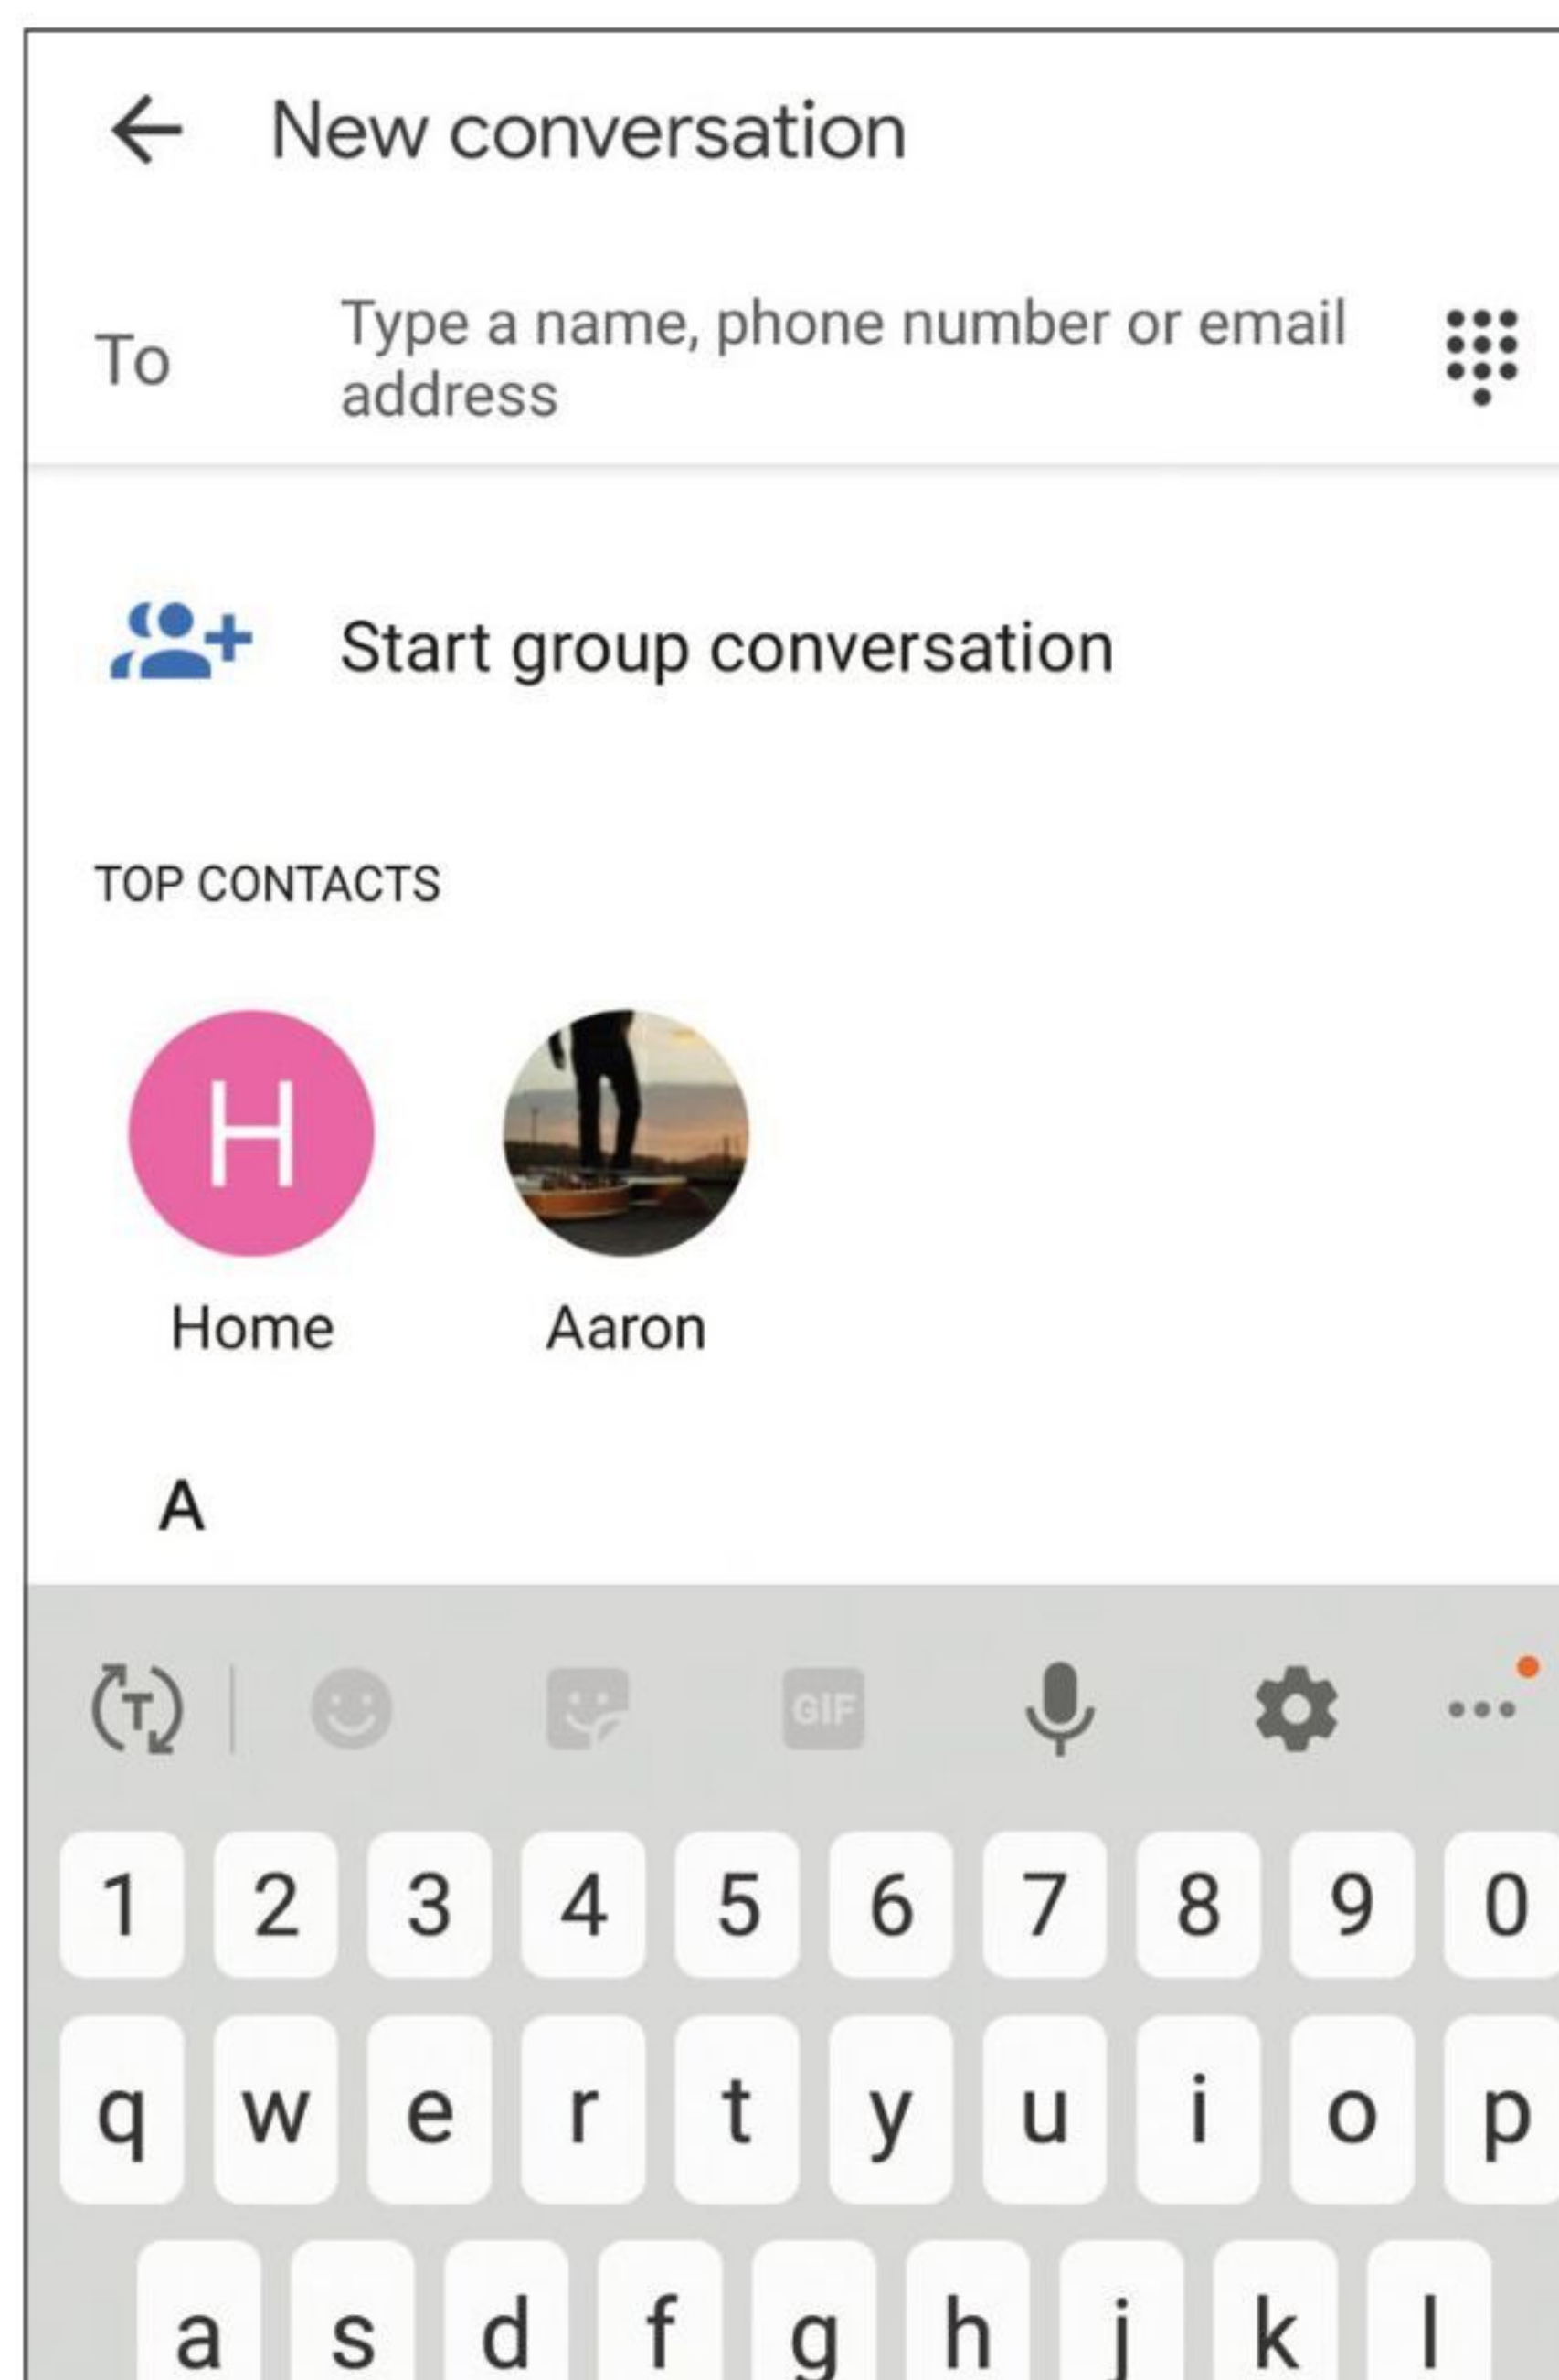 New conversation
To
Type a name, phone number or email
address
Start group conversation
TOP CONTACTS
H
Home
Aaron
A
T
GIF
1 2 3 4 5 6 7 8 9 0
q w e r t y u i o p
a s d f g h j k l